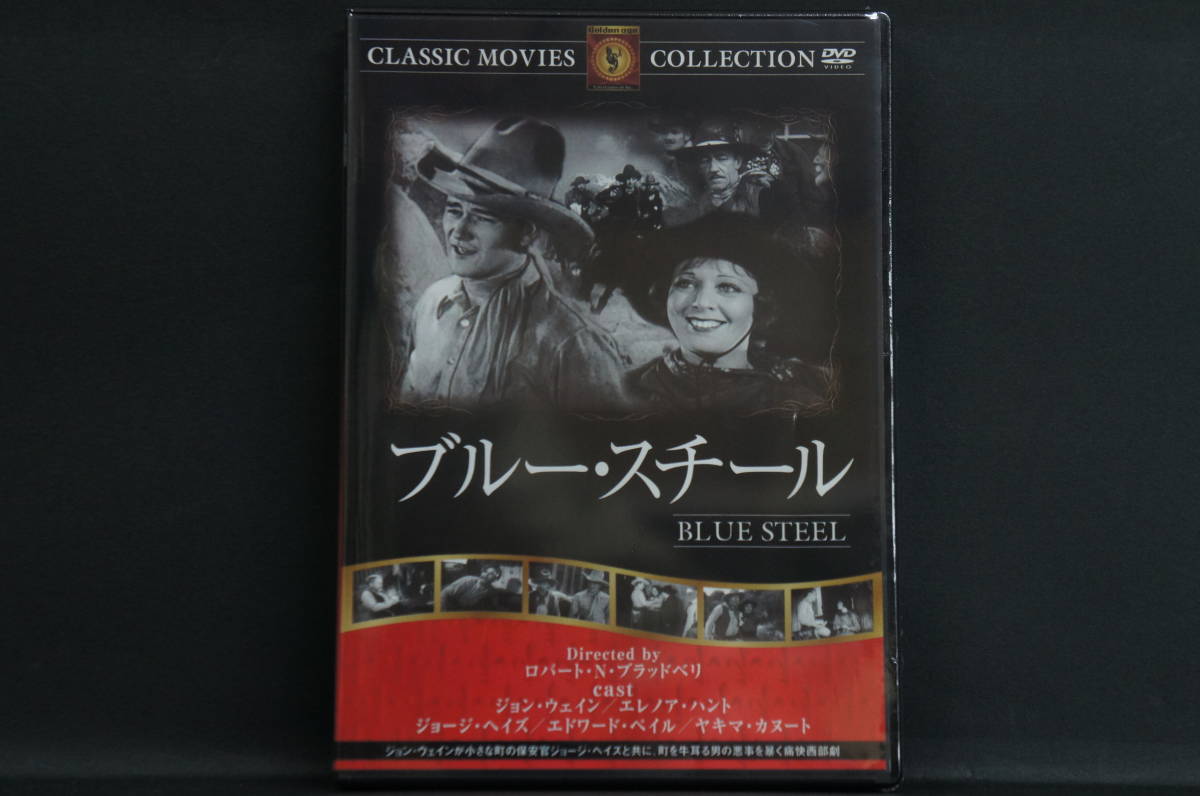 Golden age
CLASSIC MOVIES COLLECTION DVD
VIDEO
ブルー・スチール
BLUE STEEL
Directed by
ロバート・N・ブラッドベリ
cast
ジョン・ウェイン／エレノア・ハント
ジョージ・ヘイズ／エドワード・ペイル／ヤキマ・カヌート
ジョン・ウェインが小さな町の保安官ジョージ・ヘイズと共に、町を牛耳る男の悪事を暴く痛快西部劇